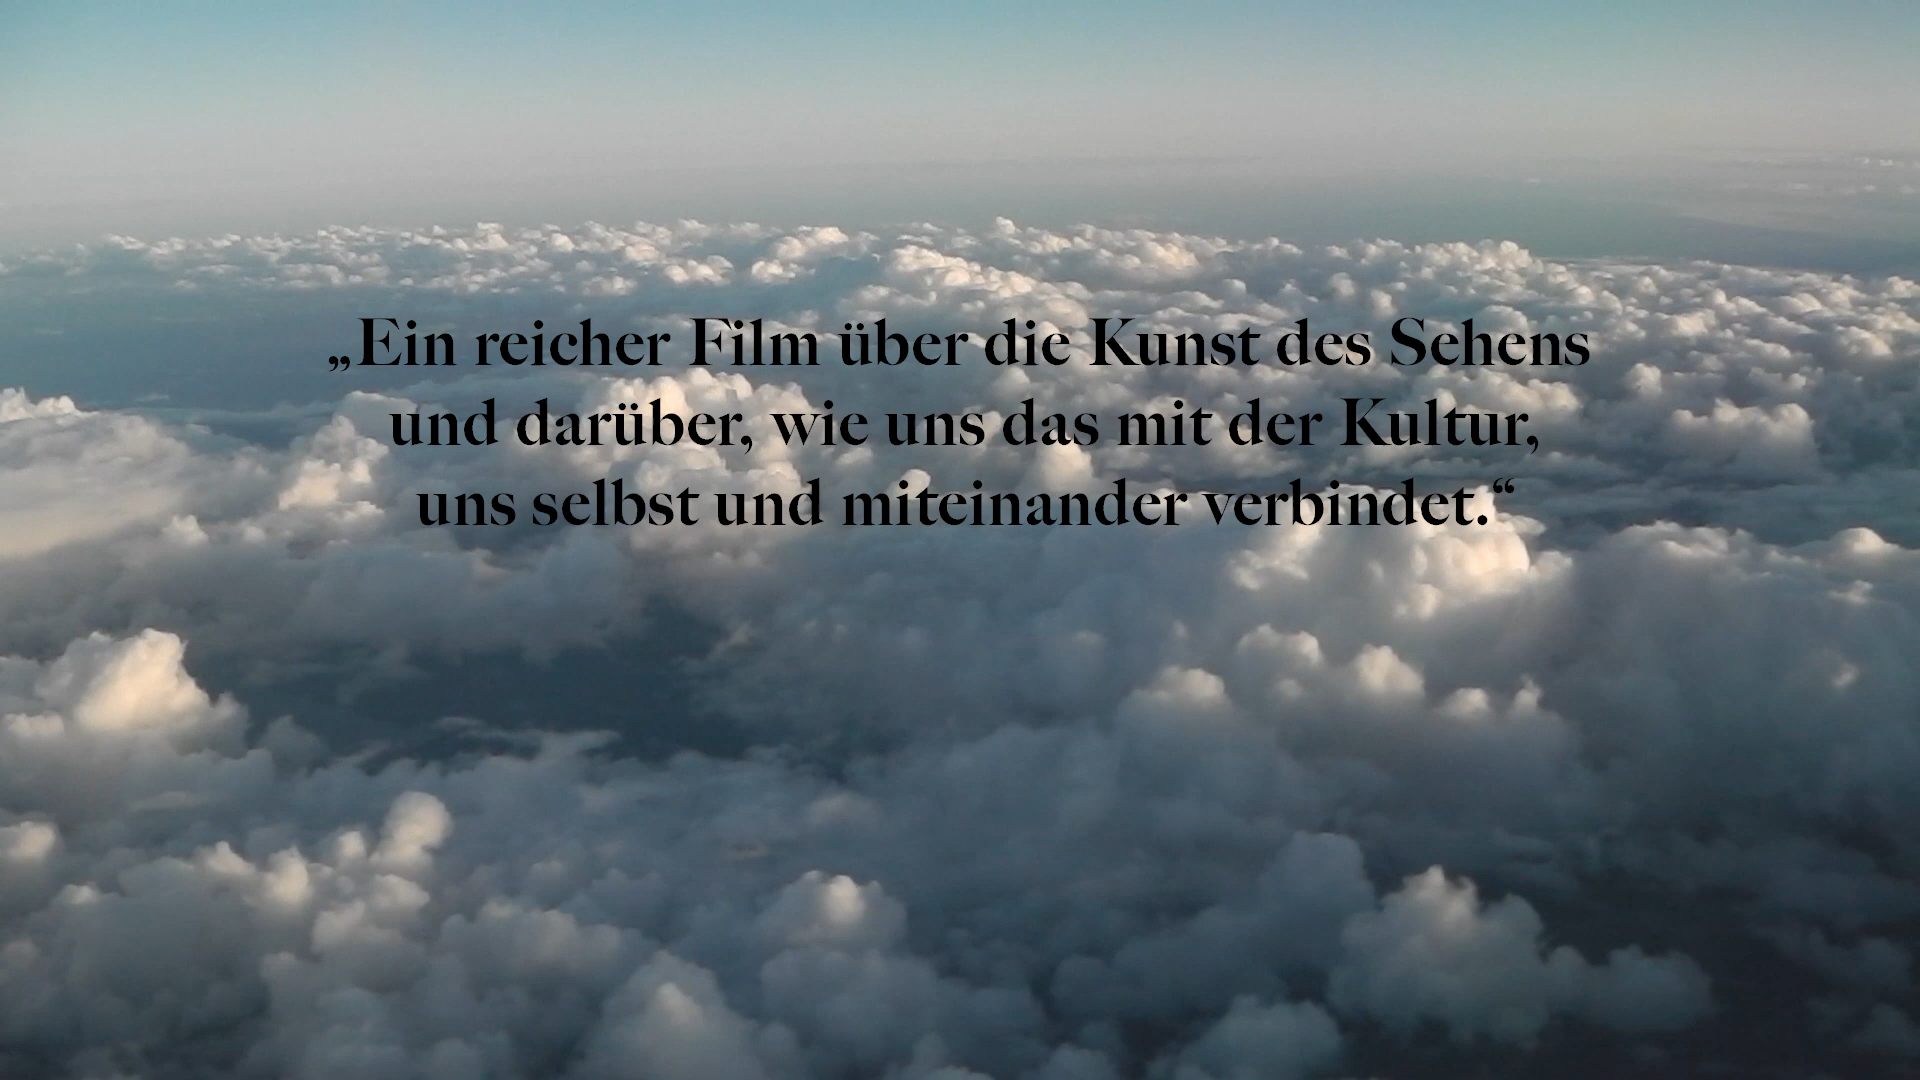 „Ein reicher Film über die Kunst des Sehens
und darüber, wie uns das mit der Kultur,
uns selbst und miteinander verbindet.“